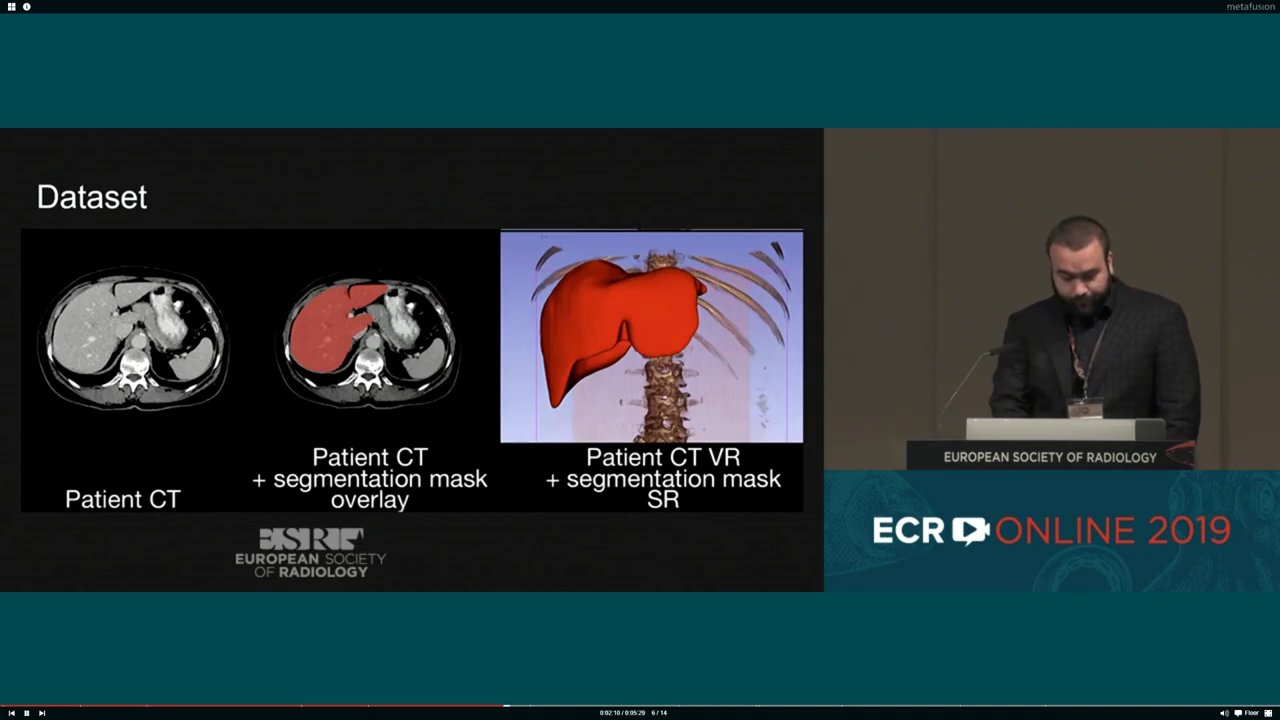 metafusion
Dataset
Patient CT
Patient CT
+ segmentation mask
overlay
Patient CT VR
+ segmentation mask
SR
ESR
EUROPEAN SOCIETY
OF RADIOLOGY
EUROPEAN SOCIETY OF RADIOLOGY
ECR ONLINE 2019
0:02:10 / 0:05:29 6 / 14
Floor